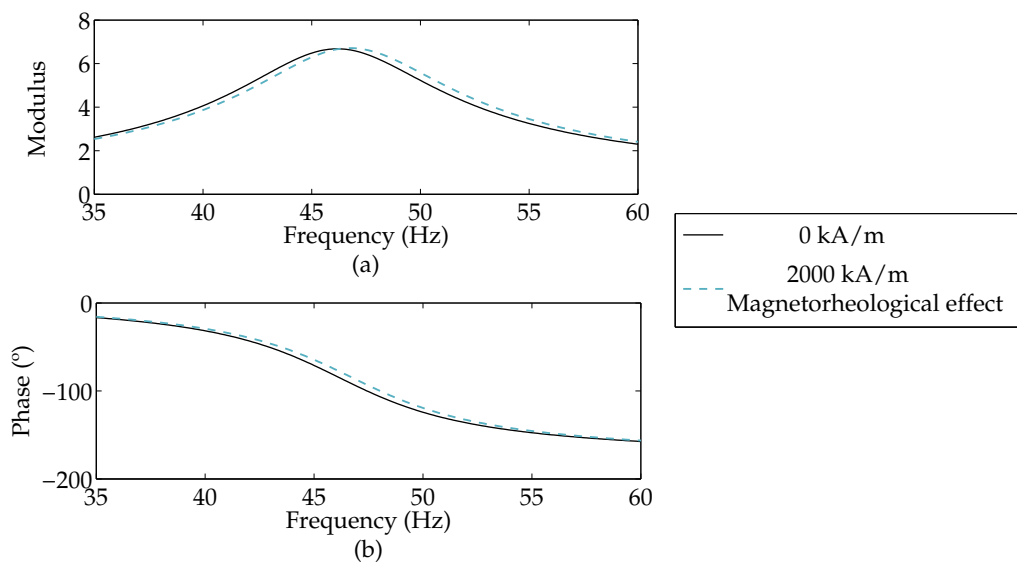 8
6
4
2
0
Modulus
35 40 45 50 55 60
Frequency (Hz)
(a)
0 kA/m
2000 kA/m
Magnetorheological effect
0
−100
−200
Phase (º)
35 40 45 50 55 60
Frequency (Hz)
(b)